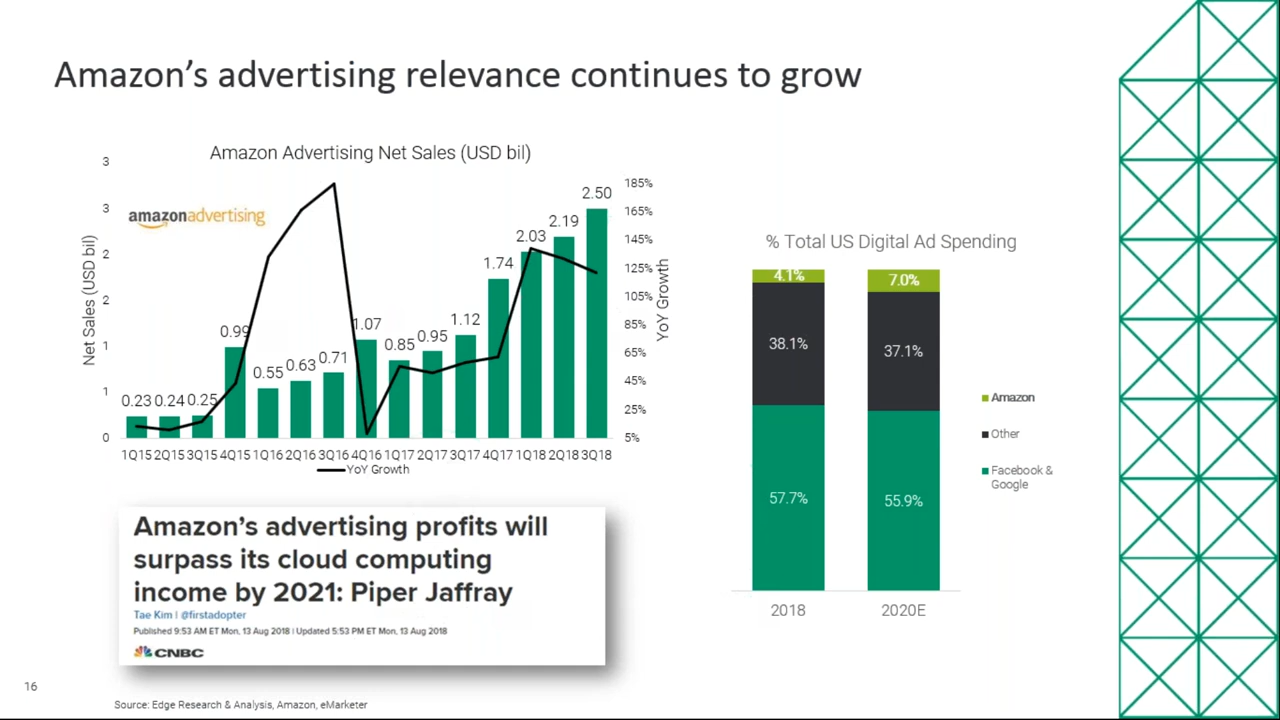 Amazon’s advertising relevance continues to grow
Amazon Advertising Net Sales (USD bil)
amazonadvertising
Net Sales (USD bil)
3
3
2
2
1
1
0
0.23
0.24
0.25
0.99
0.55
0.63
0.71
1.07
0.85
0.95
1.12
1.74
2.03
2.19
2.50
185%
165%
145%
125%
105%
85%
65%
45%
25%
5%
YoY Growth
1Q15 2Q15 3Q15 4Q15 1Q16 2Q16 3Q16 4Q16 1Q17 2Q17 3Q17 4Q17 1Q18 2Q18 3Q18
YoY Growth
% Total US Digital Ad Spending
4.1%
7.0%
38.1%
37.1%
57.7%
55.9%
2018
2020E
Amazon
Other
Facebook &
Google
Amazon’s advertising profits will
surpass its cloud computing
income by 2021: Piper Jaffray
Tae Kim | @firstadopter
Published 9:53 AM ET Mon, 13 Aug 2018 | Updated 5:53 PM ET Mon, 13 Aug 2018
CNBC
16
Source: Edge Research & Analysis, Amazon, eMarketer